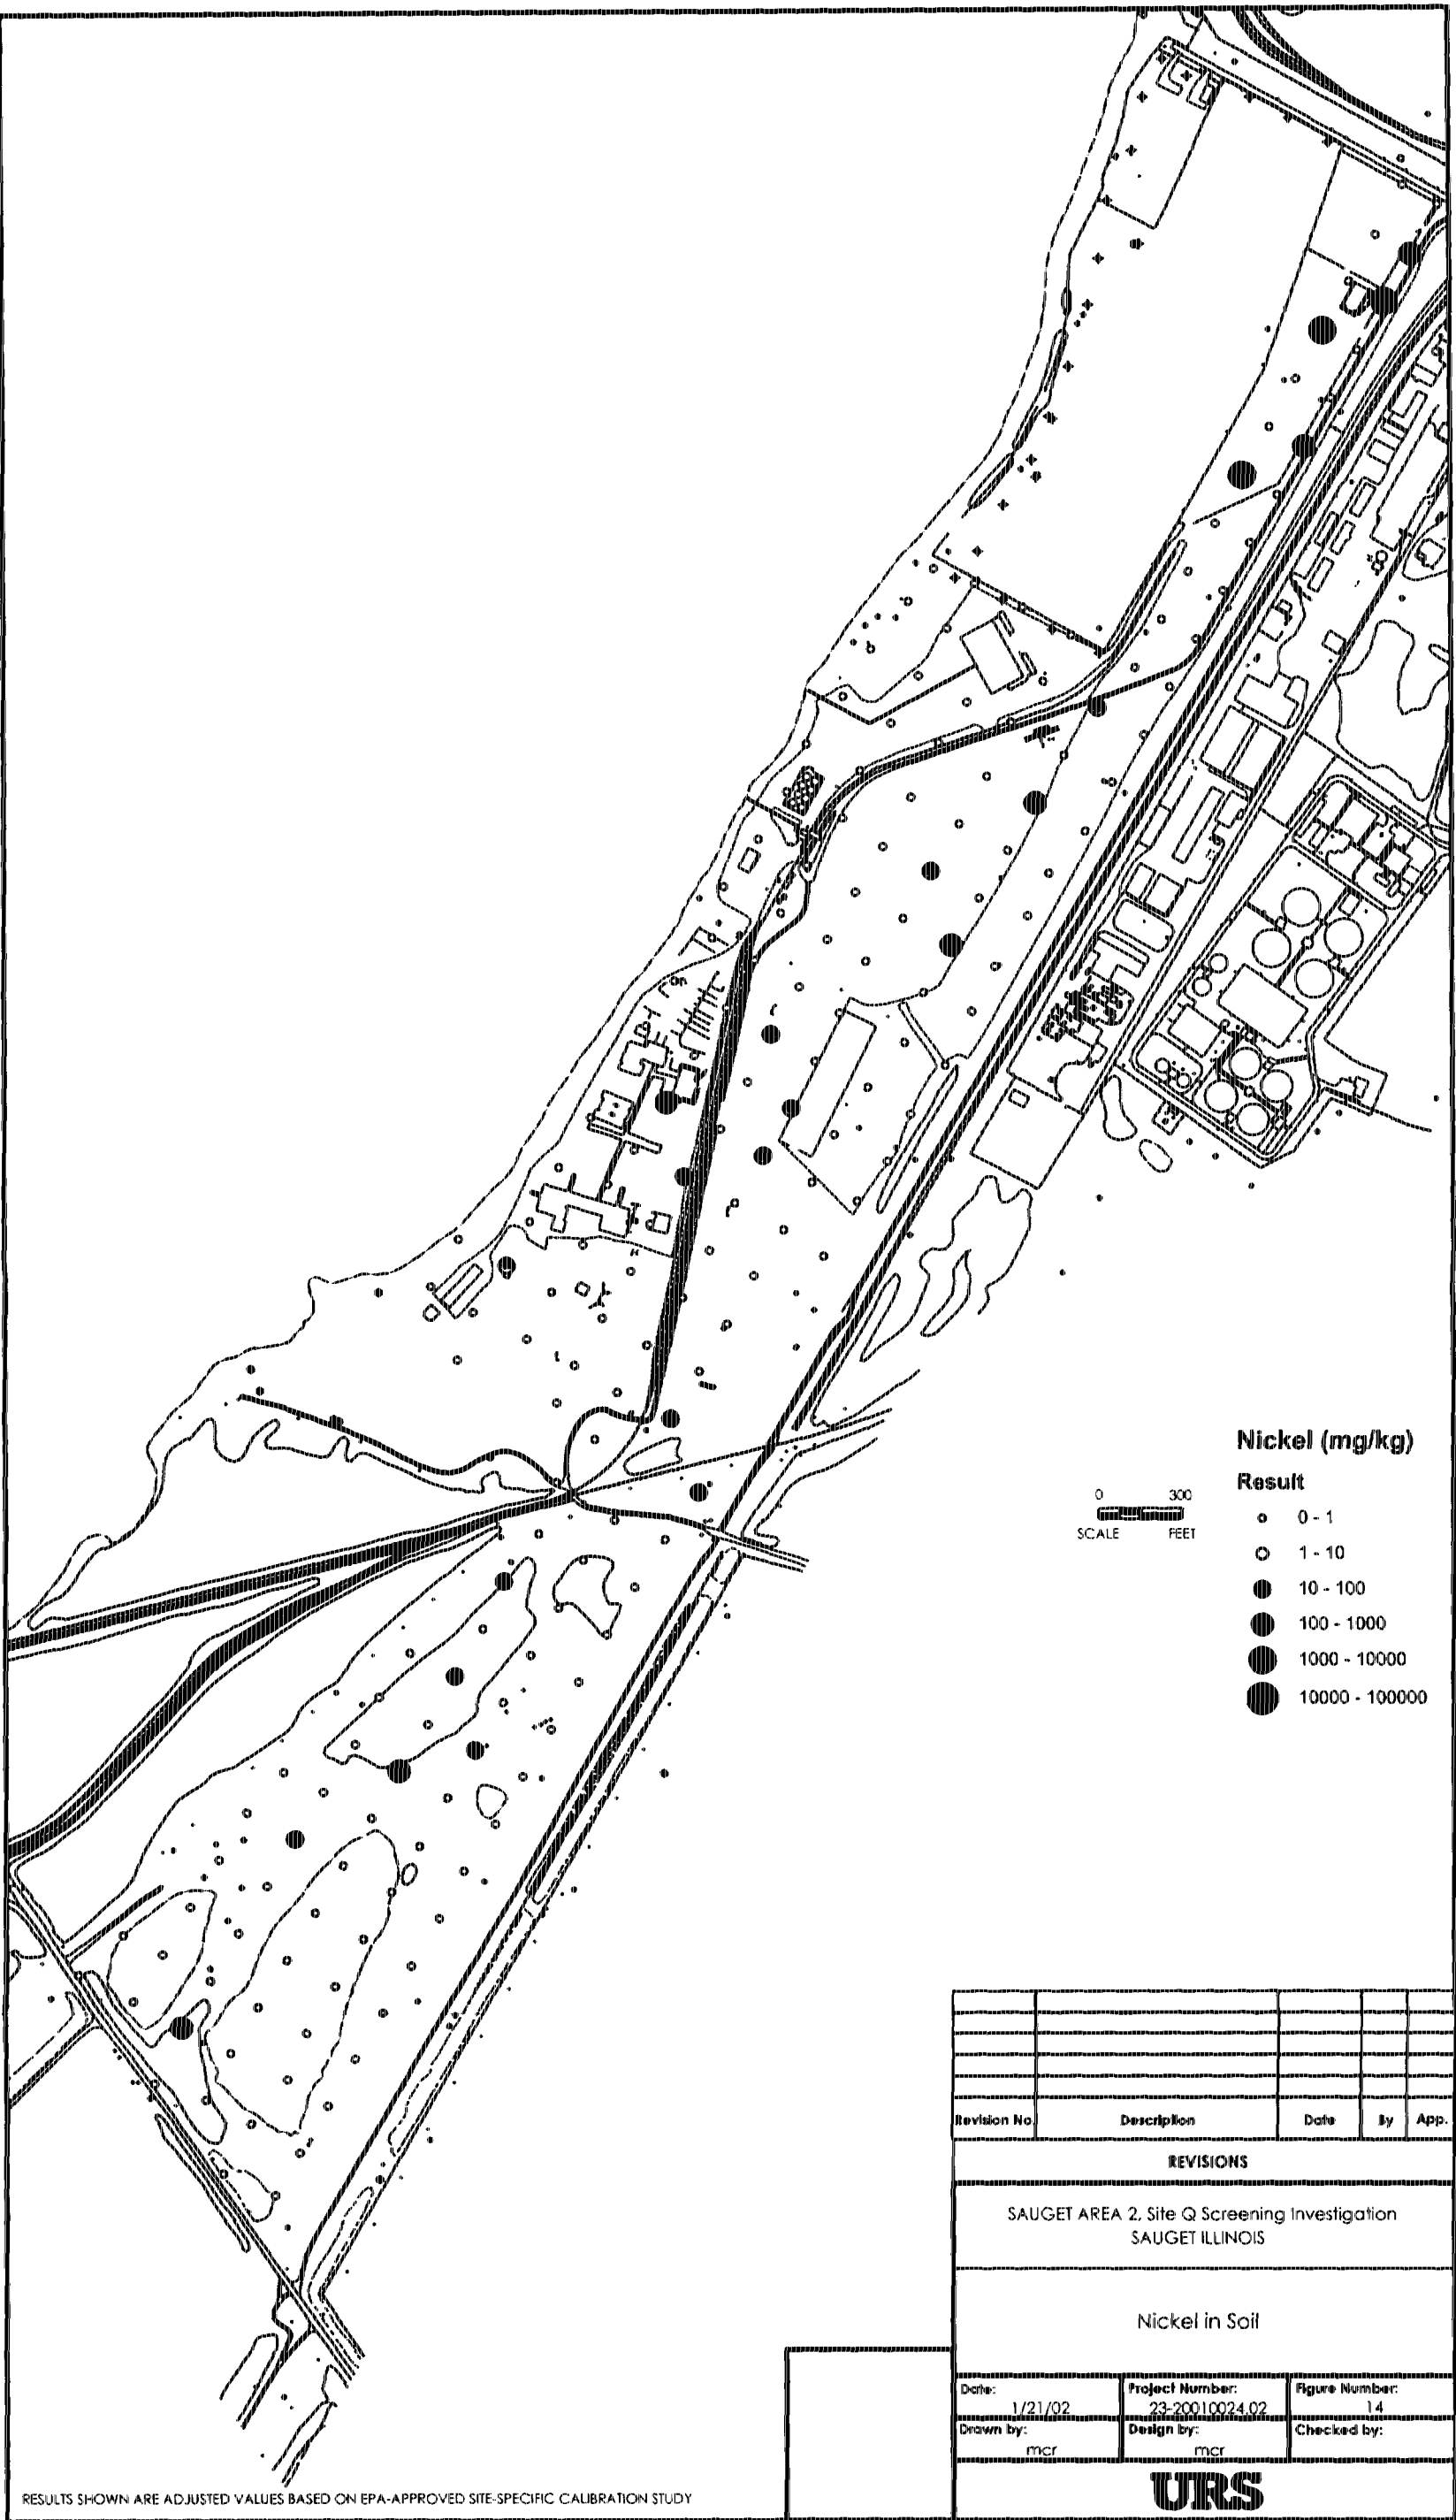 Nickel (mg/kg)
Result
0 - 1
1 - 10
10 - 100
100 - 1000
1000 - 10000
10000 - 100000
0 300
SCALE FEET
Revision No. Description Date By App.
REVISIONS
SAUGET AREA 2, Site Q Screening Investigation
SAUGET ILLINOIS
Nickel in Soil
Date: Project Number: Figure Number:
1/21/02 23-20010024.02 14
Drawn by: Design by: Checked by:
mcr mcr
URS
RESULTS SHOWN ARE ADJUSTED VALUES BASED ON EPA-APPROVED SITE-SPECIFIC CALIBRATION STUDY